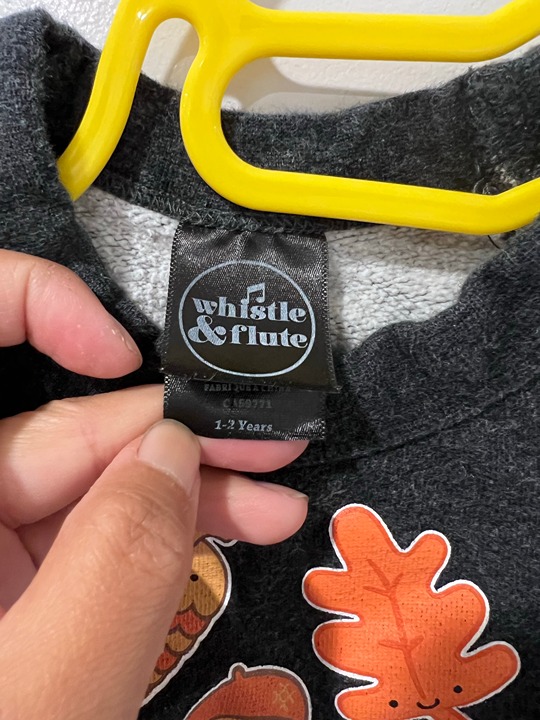 whistle
& flute
1-2 Years